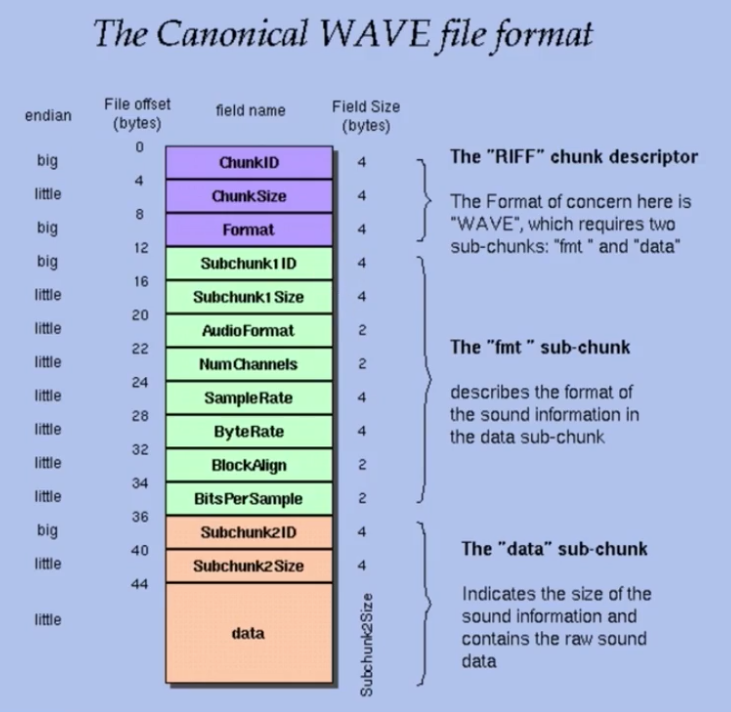 The Canonical WAVE file format
endian
File offset
(bytes)
field name
Field Size
(bytes)
0
big
ChunkID
4
4
little
ChunkSize
4
8
big
Format
4
12
big
Subchunk1 ID
4
16
little
Subchunk1 Size
4
20
little
AudioFormat
2
22
little
NumChannels
2
24
little
SampleRate
4
28
little
ByteRate
4
32
little
BlockAlign
2
34
little
BitsPerSample
2
36
big
Subchunk2ID
4
40
little
Subchunk2Size
4
44
little
data
Subchunk2Size
The "RIFF" chunk descriptor
The Format of concern here is
"WAVE", which requires two
sub-chunks: "fmt " and "data"
The "fmt " sub-chunk
describes the format of
the sound information in
the data sub-chunk
The "data" sub-chunk
Indicates the size of the
sound information and
contains the raw sound
data